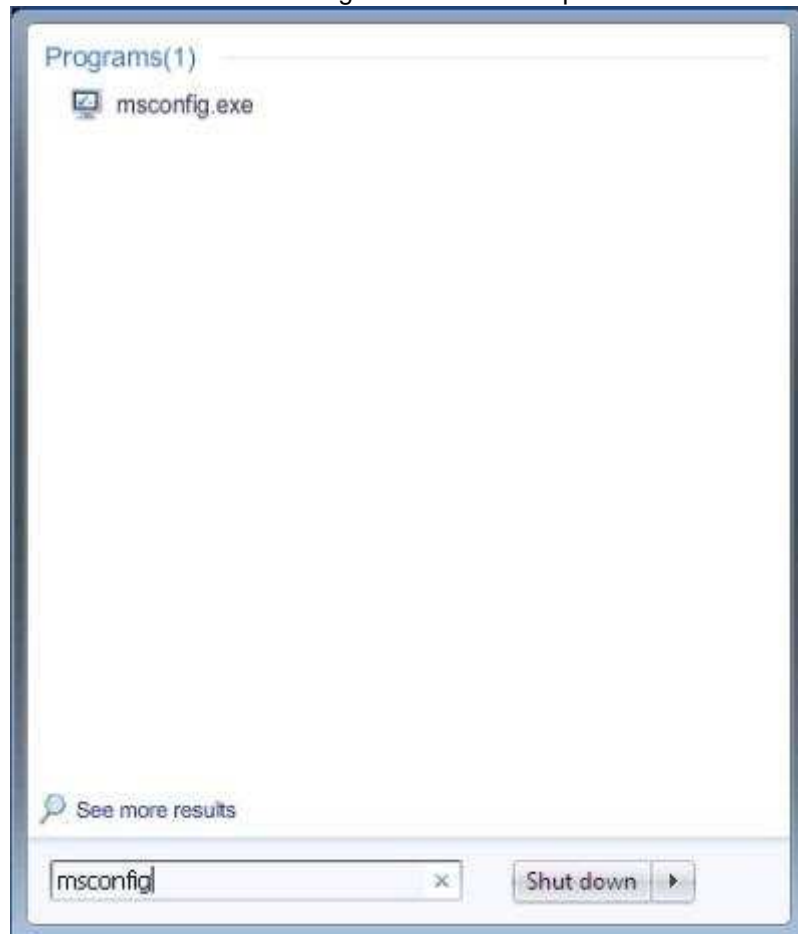 Programs(1)
msconfig.exe
See more results
msconfig
Shut down